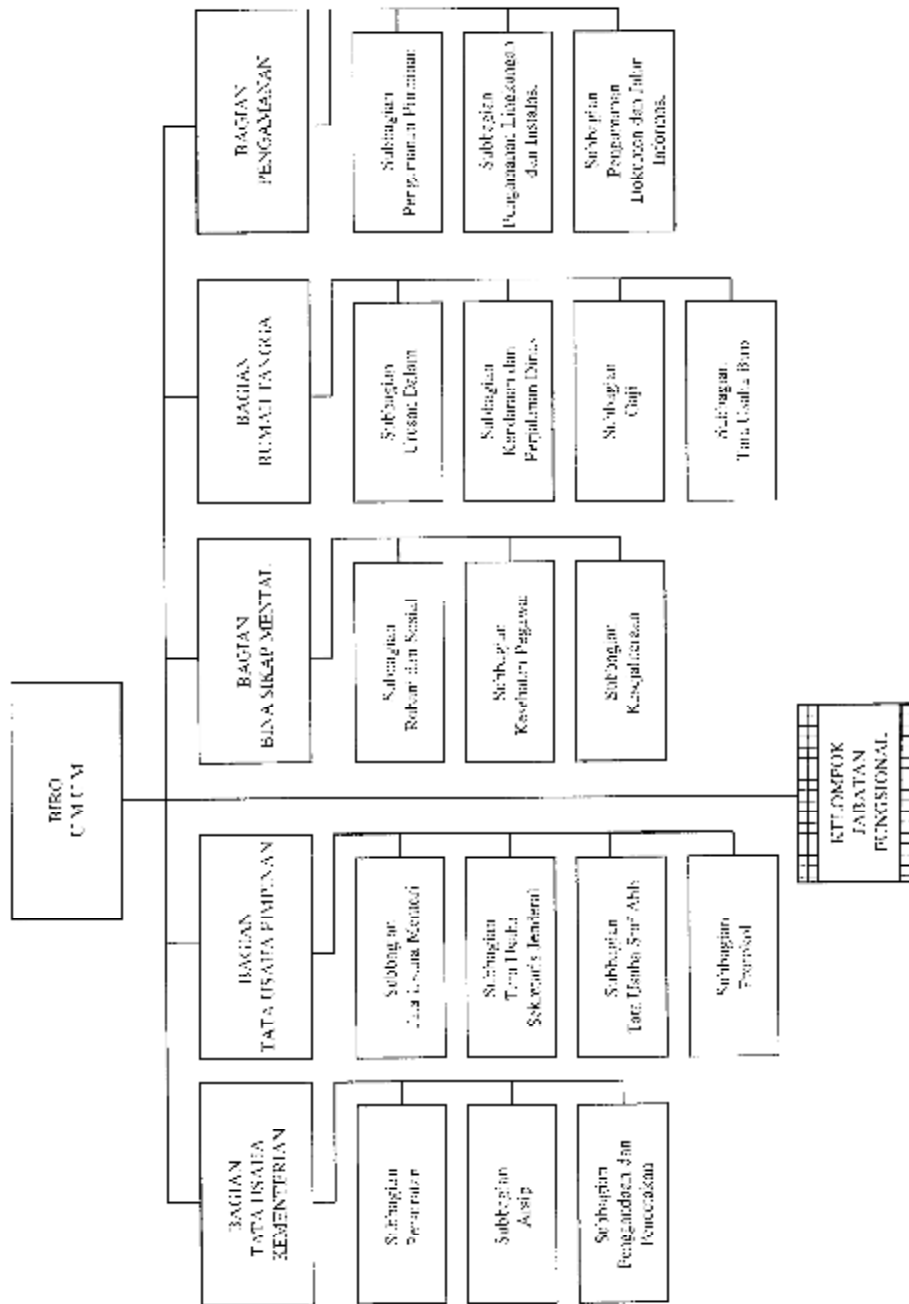 BIRO
UMUM
BAGIAN
TATA USAHA
KEMENTERIAN
Subbagian
Persuratan
Subbagian
Arsip
Subbagian
Penggandaan dan
Pencetakan
BAGIAN
TATA USAHA PIMPINAN
Subbagian
Tata Usaha Menteri
Subbagian
Tata Usaha
Sekretaris Jenderal
Subbagian
Tata Usaha Staf Ahli
Subbagian
Protokol
BAGIAN
BINA SIKAP MENTAL
Subbagian
Rohani dan Sosial
Subbagian
Kesehatan Pegawai
Subbagian
Kesejahteraan
BAGIAN
RUMAH TANGGA
Subbagian
Urusan Dalam
Subbagian
Kendaraan dan
Perjalanan Dinas
Subbagian
Gaji
Subbagian
Tata Usaha Biro
BAGIAN
PENGAMANAN
Subbagian
Pengamanan Pimpinan
Subbagian
Pengamanan Lingkungan
dan Instalasi
Subbagian
Pengamanan
Dokumen dan Jalur
Informasi
KELOMPOK
JABATAN
FUNGSIONAL